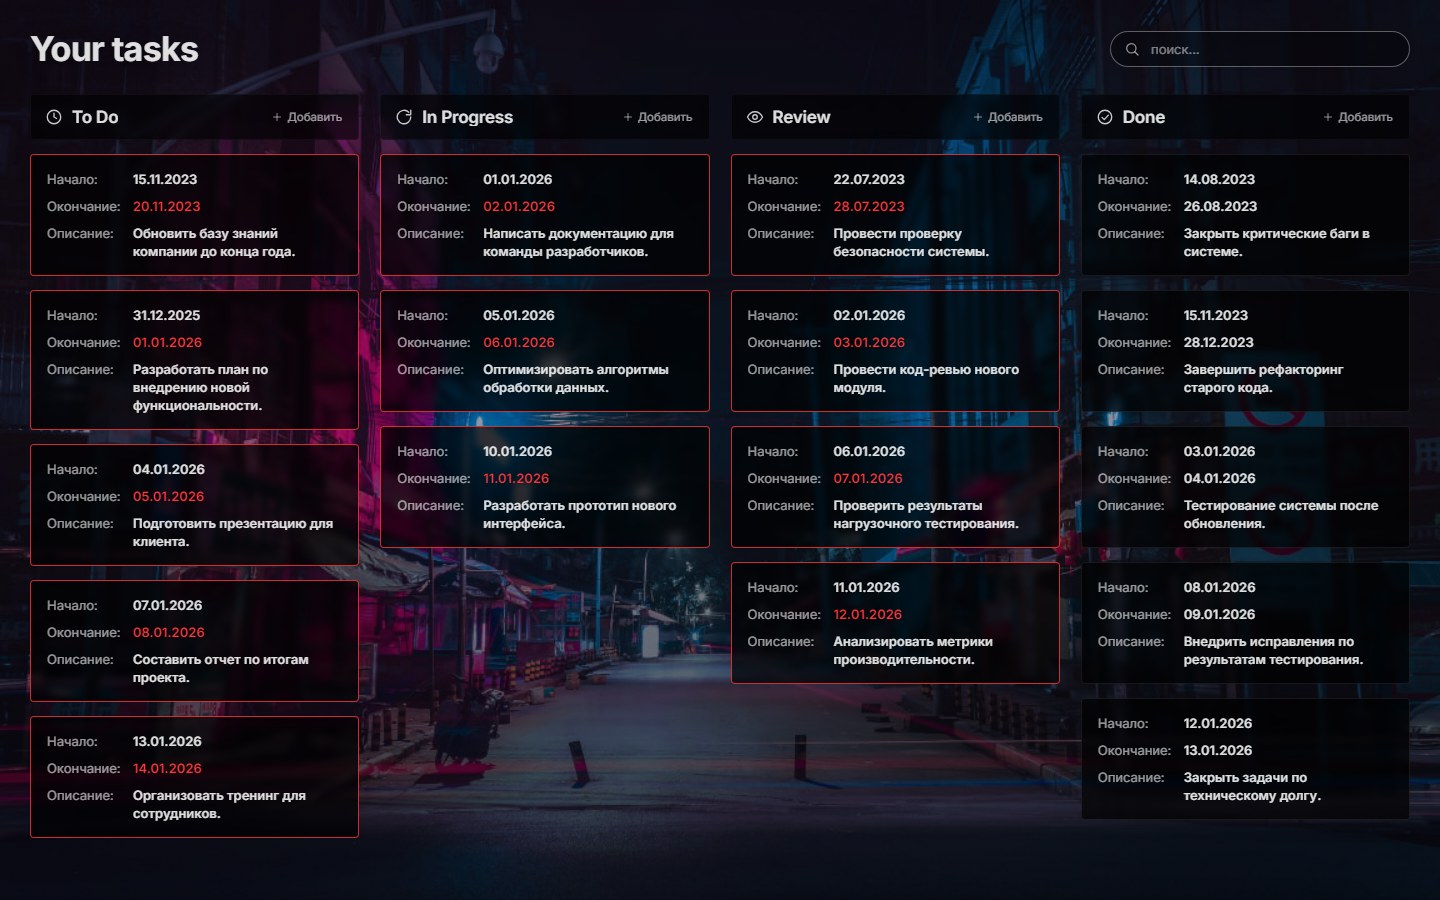 Your tasks
поиск...
To Do
+ Добавить
Начало: 15.11.2023
Окончание: 20.11.2023
Описание: Обновить базу знаний
компании до конца года.
Начало: 31.12.2025
Окончание: 01.01.2026
Описание: Разработать план по
внедрению новой
функциональности.
Начало: 04.01.2026
Окончание: 05.01.2026
Описание: Подготовить презентацию для
клиента.
Начало: 07.01.2026
Окончание: 08.01.2026
Описание: Составить отчет по итогам
проекта.
Начало: 13.01.2026
Окончание: 14.01.2026
Описание: Организовать тренинг для
сотрудников.
In Progress
+ Добавить
Начало: 01.01.2026
Окончание: 02.01.2026
Описание: Написать документацию для
команды разработчиков.
Начало: 05.01.2026
Окончание: 06.01.2026
Описание: Оптимизировать алгоритмы
обработки данных.
Начало: 10.01.2026
Окончание: 11.01.2026
Описание: Разработать прототип нового
интерфейса.
Review
+ Добавить
Начало: 22.07.2023
Окончание: 28.07.2023
Описание: Провести проверку
безопасности системы.
Начало: 02.01.2026
Окончание: 03.01.2026
Описание: Провести код-ревью нового
модуля.
Начало: 06.01.2026
Окончание: 07.01.2026
Описание: Проверить результаты
нагрузочного тестирования.
Начало: 11.01.2026
Окончание: 12.01.2026
Описание: Анализировать метрики
производительности.
Done
+ Добавить
Начало: 14.08.2023
Окончание: 26.08.2023
Описание: Закрыть критические баги в
системе.
Начало: 15.11.2023
Окончание: 28.12.2023
Описание: Завершить рефакторинг
старого кода.
Начало: 03.01.2026
Окончание: 04.01.2026
Описание: Тестирование системы после
обновления.
Начало: 08.01.2026
Окончание: 09.01.2026
Описание: Внедрить исправления по
результатам тестирования.
Начало: 12.01.2026
Окончание: 13.01.2026
Описание: Закрыть задачи по
техническому долгу.